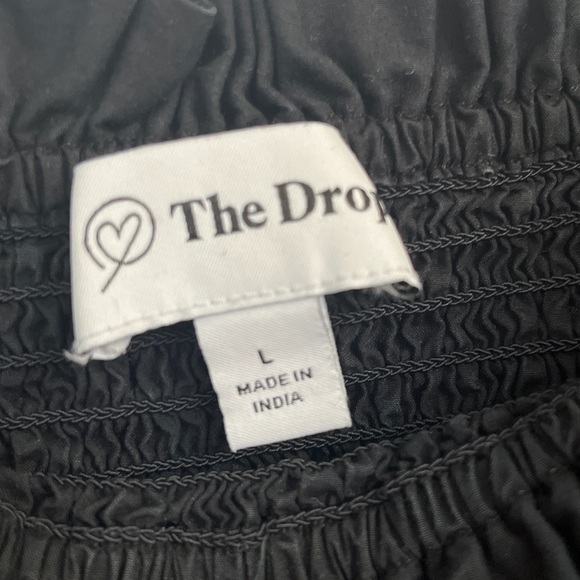 The Drop
L
MADE IN
INDIA